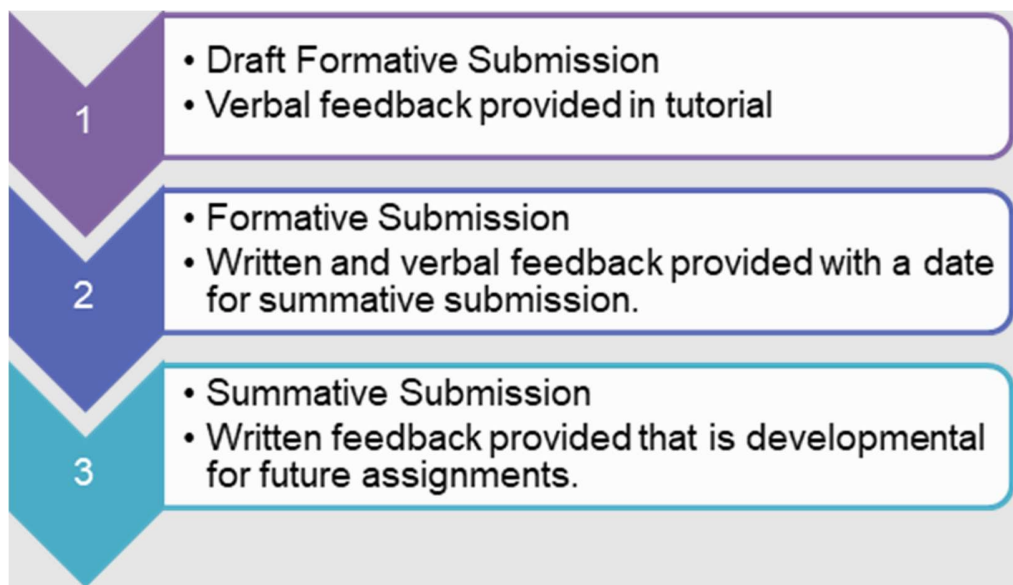 1
• Draft Formative Submission
• Verbal feedback provided in tutorial
2
• Formative Submission
• Written and verbal feedback provided with a date
for summative submission.
3
• Summative Submission
• Written feedback provided that is developmental
for future assignments.